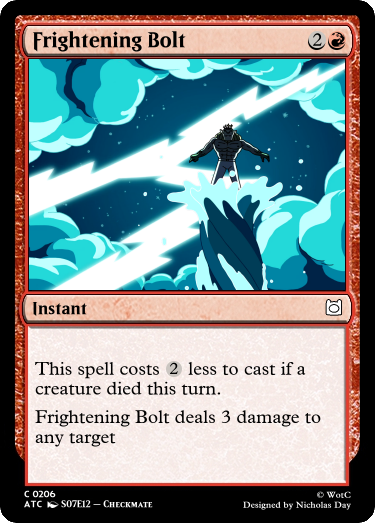 Frightening Bolt 2
Instant
This spell costs 2 less to cast if a
creature died this turn.
Frightening Bolt deals 3 damage to
any target
C 0206
ATC S07E12 – Checkmate
© WotC
Designed by Nicholas Day